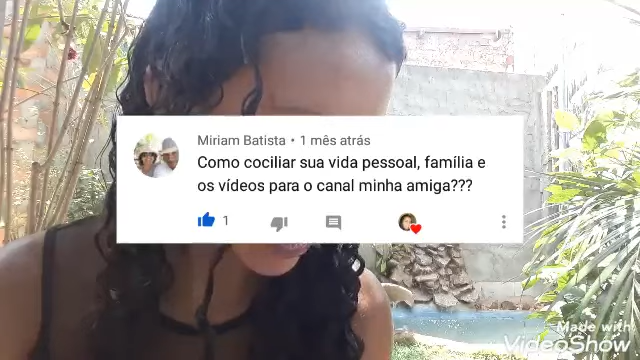 Miriam Batista • 1 mês atrás
Como cociliar sua vida pessoal, família e
os vídeos para o canal minha amiga???
1
Made with
VideoShow